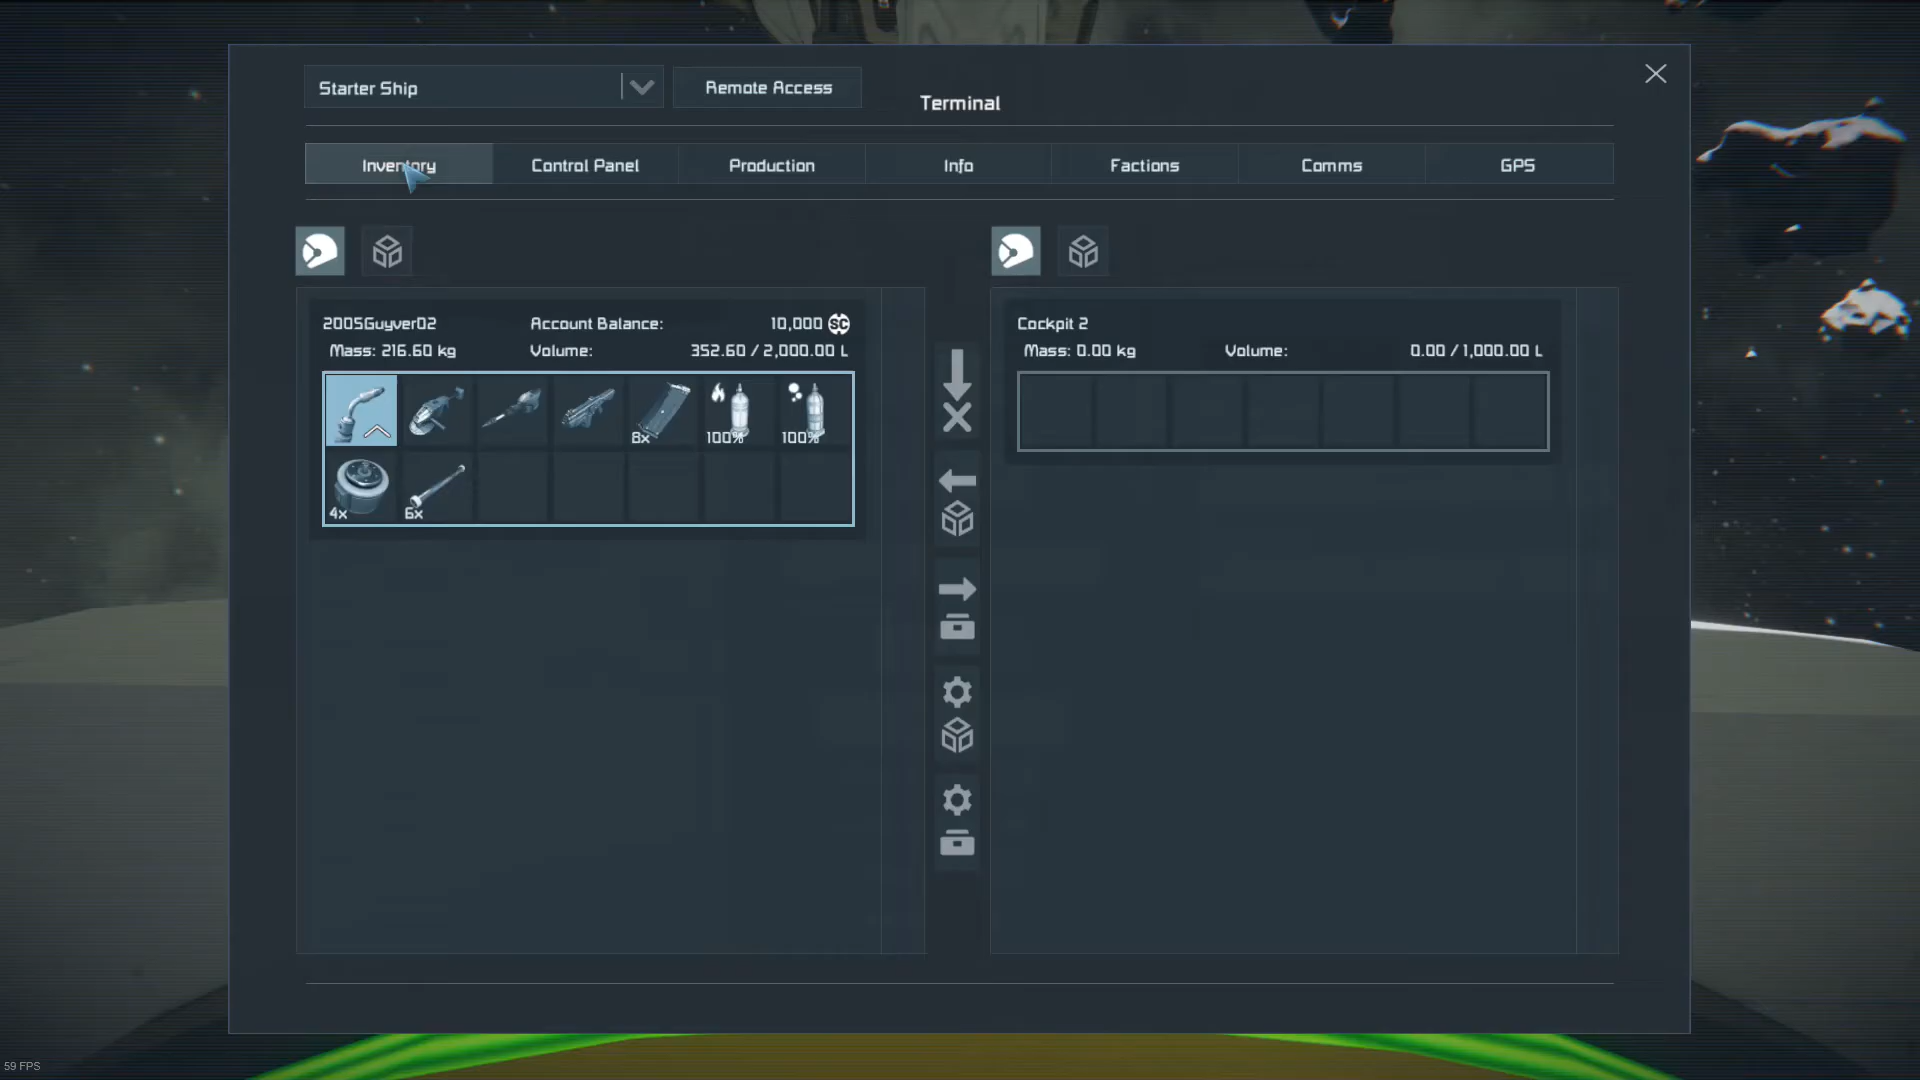 Starter Ship
Remote Access
Terminal
Inventory
Control Panel
Production
Info
Factions
Comms
GPS
2005Guyver02
Account Balance:
10,000 SC
Mass: 216.60 kg
Volume:
352.60 / 2,000.00 L
8x
100%
100%
4x
6x
Cockpit 2
Mass: 0.00 kg
Volume:
0.00 / 1,000.00 L
59 FPS